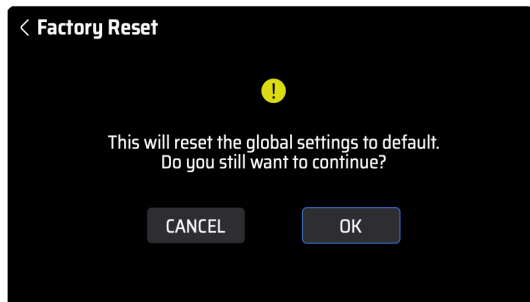 Factory Reset
!
This will reset the global settings to default.
Do you still want to continue?
CANCEL OK